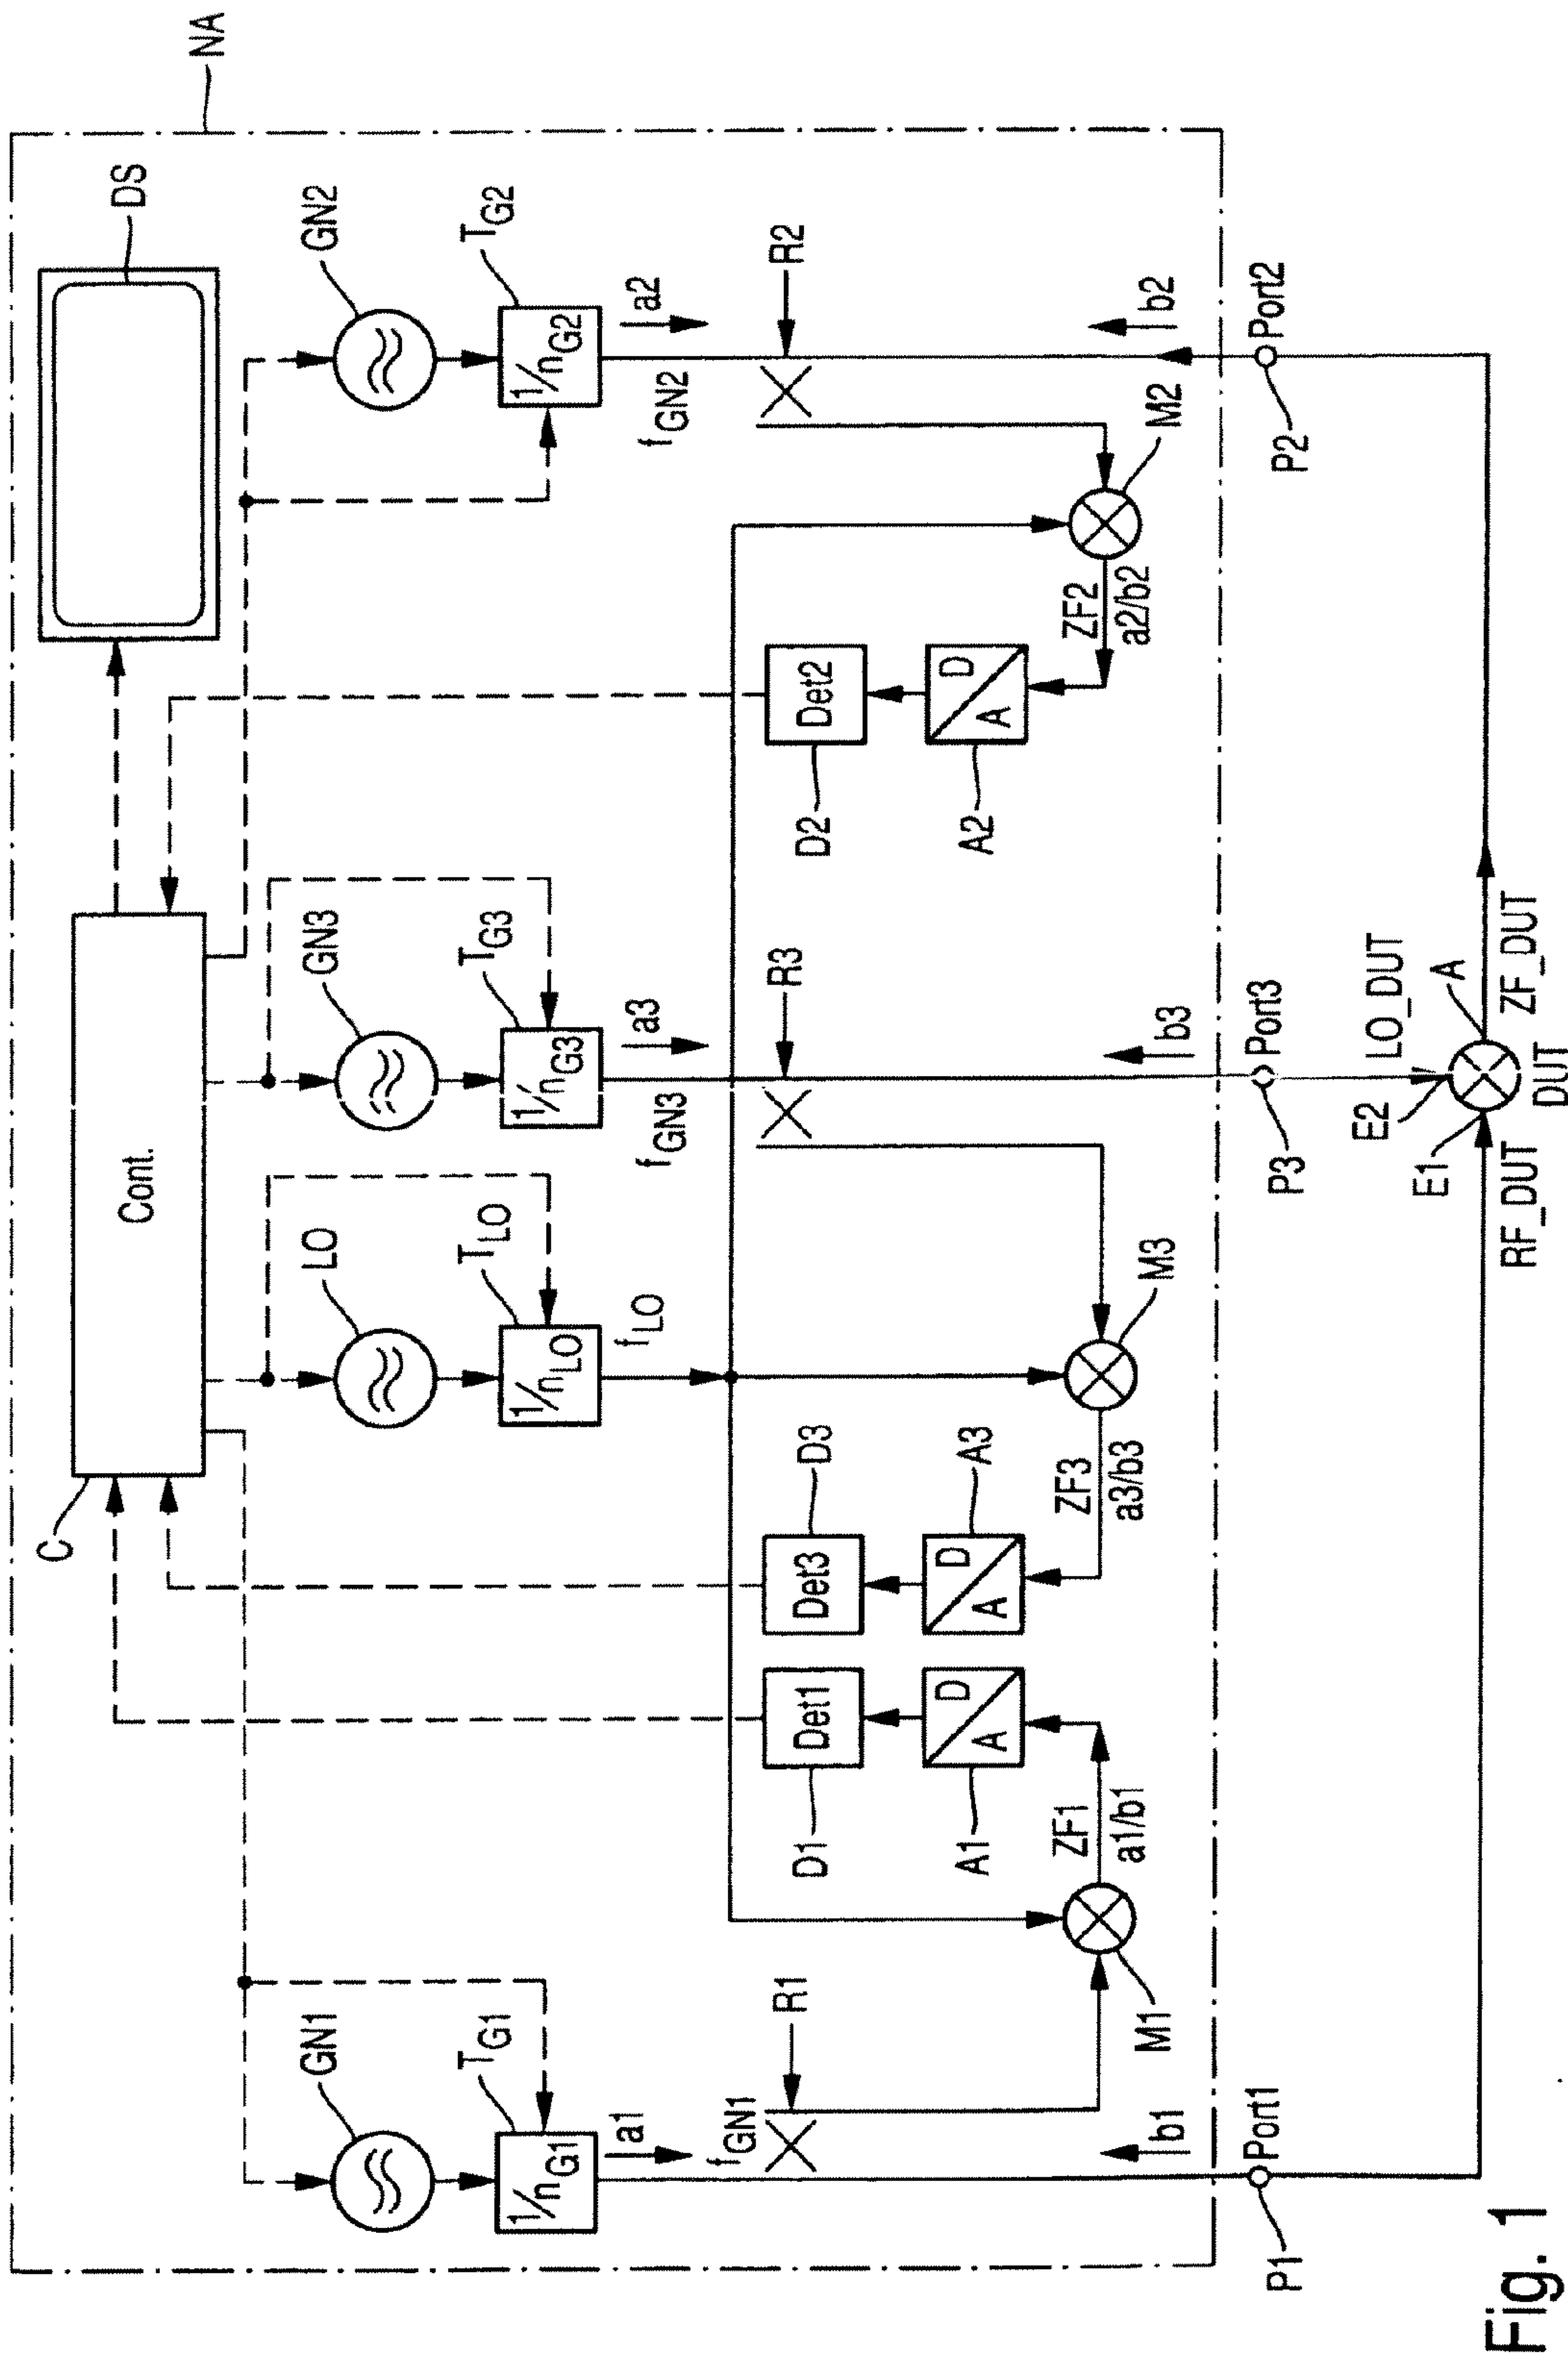 NA
DS
C
Cont.
GN1
LO
GN3
GN2
TG1
TLO
TG3
TG2
1/nG1
1/nLO
1/nG3
1/nG2
a1
fLO
a3
a2
fGN1
fGN3
fGN2
R1
R3
R2
D1
Det1
Det3
D3
D2
Det2
A1
D
A
D
A
A3
A2
D
A
ZF1
a1/b1
ZF3
a3/b3
ZF2
a2/b2
M1
M3
M2
b1
b3
b2
P1
Port1
P3
Port3
P2
Port2
E2
LO_DUT
E1
A
RF_DUT
ZF_DUT
DUT
Fig. 1